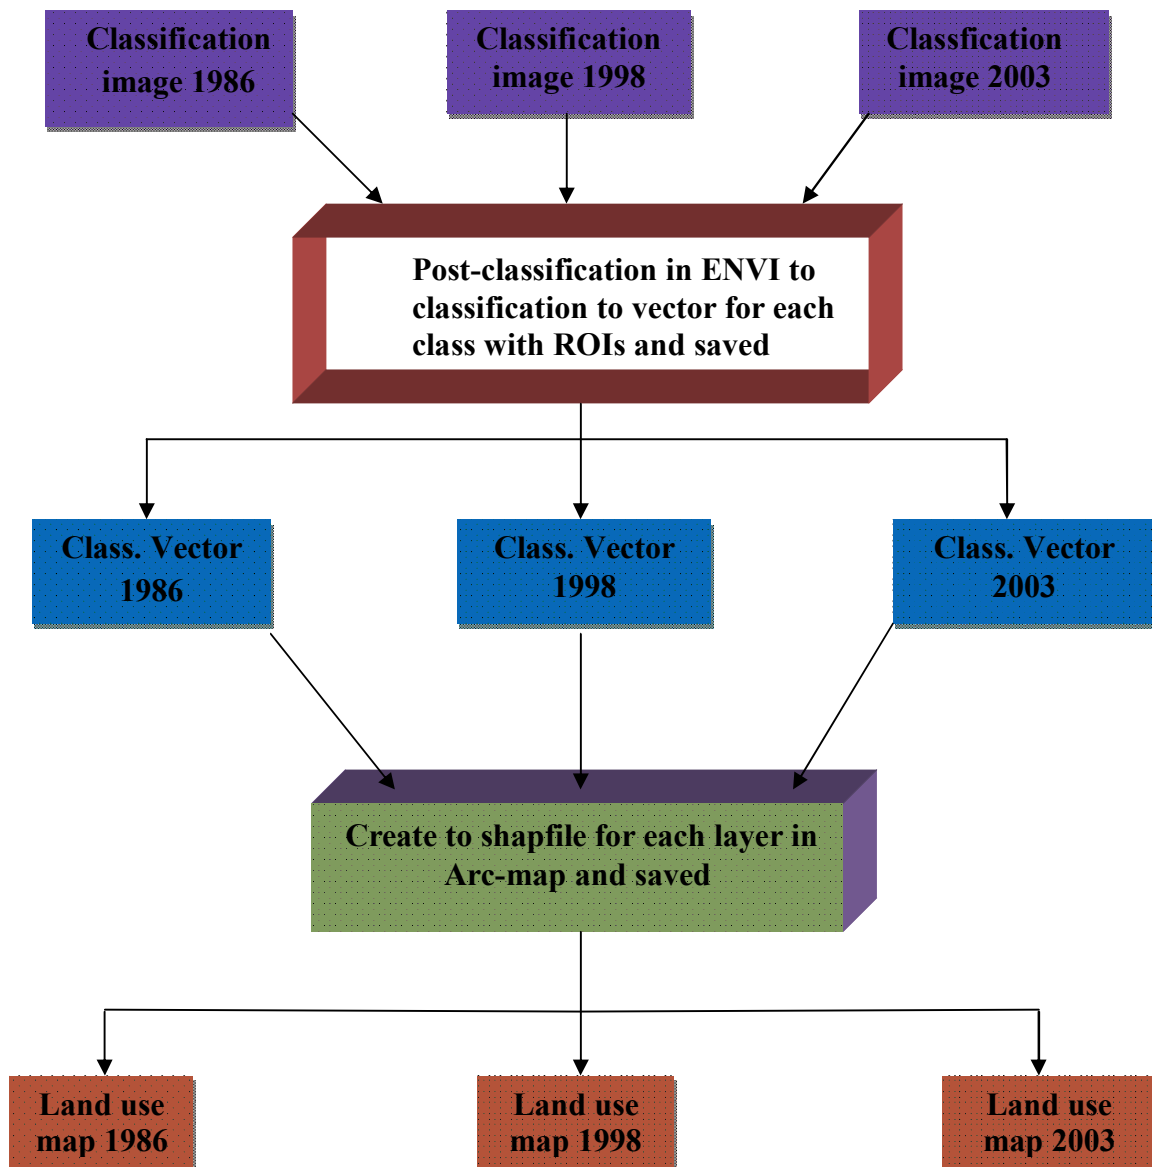 Classification
image 1986
Classification
image 1998
Classfication
image 2003
Post-classification in ENVI to
classification to vector for each
class with ROIs and saved
Class. Vector
1986
Class. Vector
1998
Class. Vector
2003
Create to shapfile for each layer in
Arc-map and saved
Land use
map 1986
Land use
map 1998
Land use
map 2003